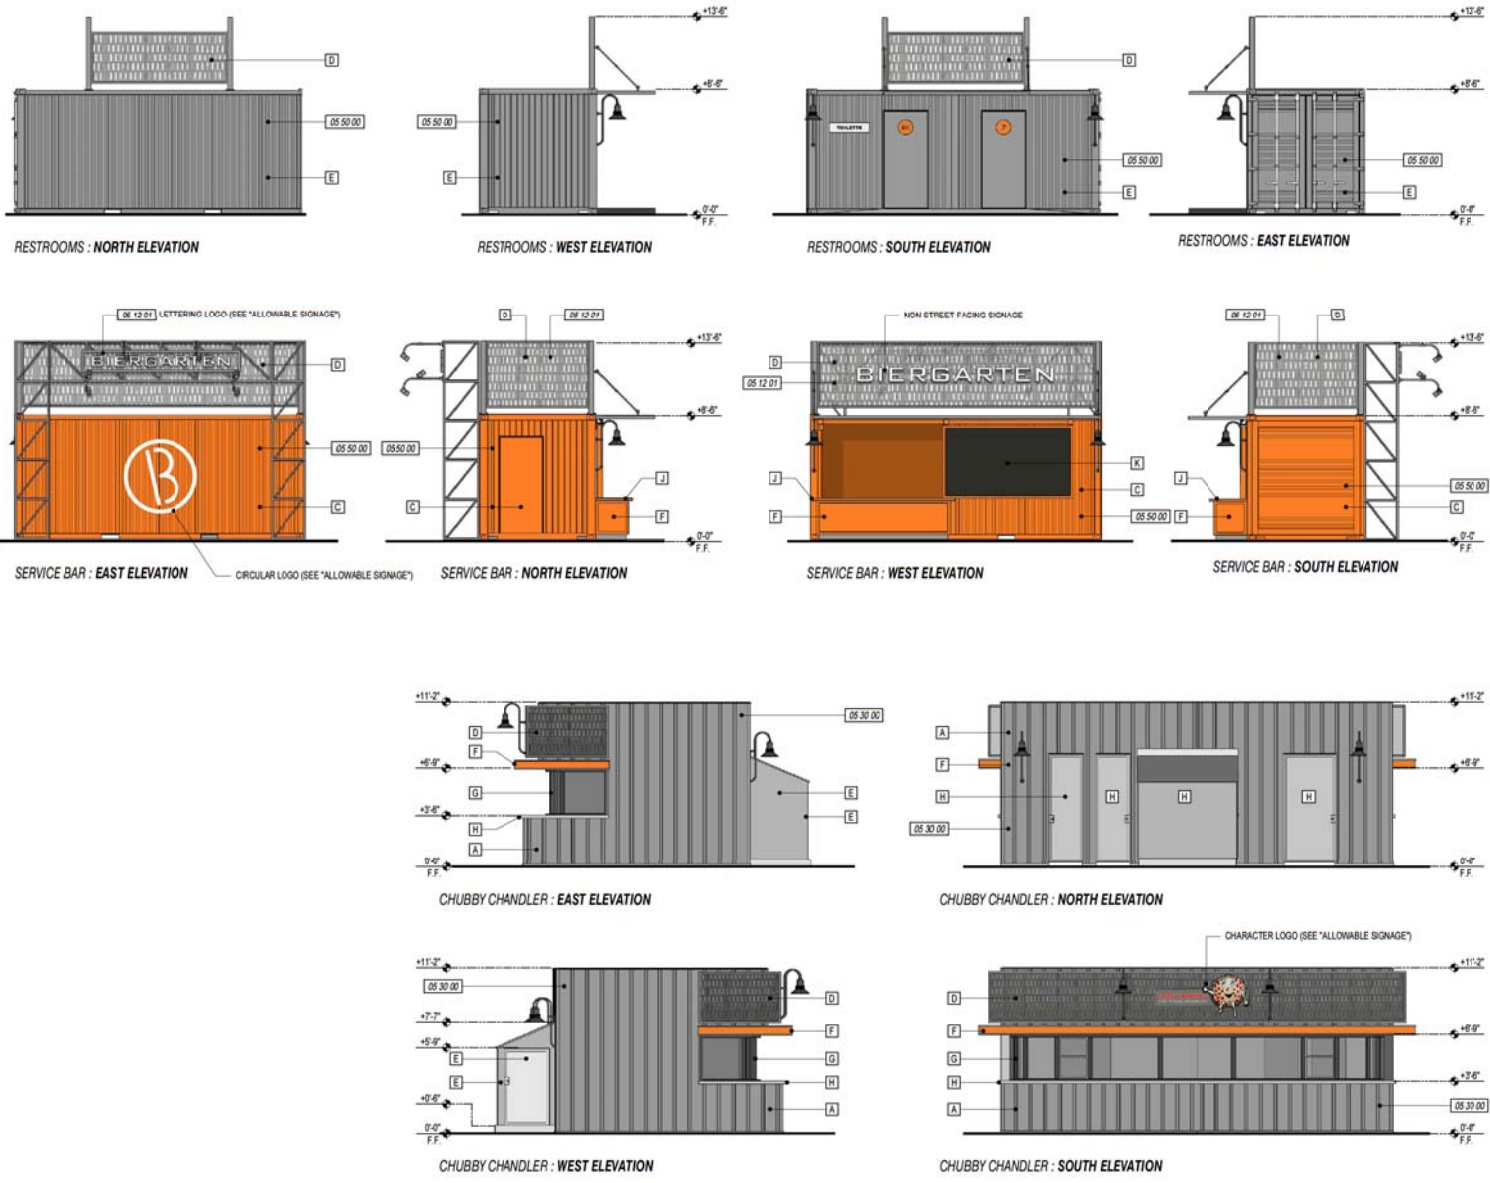 +13'-6"
+13'-6"
D
D
+8'-6"
+8'-6"
05 50 00
05 50 00
TOILETTE
05 50 00
05 50 00
E
E
E
E
0'-0"
F.F.
0'-0"
F.F.
RESTROOMS : NORTH ELEVATION
RESTROOMS : WEST ELEVATION
RESTROOMS : SOUTH ELEVATION
RESTROOMS : EAST ELEVATION
05 12 01 LETTERING LOGO (SEE "ALLOWABLE SIGNAGE")
D
05 12 01
NON STREET FACING SIGNAGE
05 12 01
D
+13'-6"
+13'-6"
BIERGARTEN
D
D
BIERGARTEN
05 12 01
+8'-6"
+8'-6"
05 50 00
05 50 00
B
K
J
J
C
J
05 50 00
C
C
F
F
05 50 00
F
C
0'-0"
F.F.
0'-0"
F.F.
SERVICE BAR : EAST ELEVATION
CIRCULAR LOGO (SEE "ALLOWABLE SIGNAGE")
SERVICE BAR : NORTH ELEVATION
SERVICE BAR : WEST ELEVATION
SERVICE BAR : SOUTH ELEVATION
+11'-2"
+11'-2"
05 30 00
D
A
F
F
+6'-9"
+6'-9"
G
E
H
H
H
H
+3'-6"
E
H
05 30 00
A
0'-0"
F.F.
0'-0"
F.F.
CHUBBY CHANDLER : EAST ELEVATION
CHUBBY CHANDLER : NORTH ELEVATION
CHARACTER LOGO (SEE "ALLOWABLE SIGNAGE")
+11'-2"
+11'-2"
05 30 00
D
D
+7'-7"
F
F
+6'-9"
+5'-9"
E
G
G
E
H
H
+3'-6"
+0'-6"
A
A
05 30 00
0'-0"
F.F.
0'-0"
F.F.
CHUBBY CHANDLER : WEST ELEVATION
CHUBBY CHANDLER : SOUTH ELEVATION